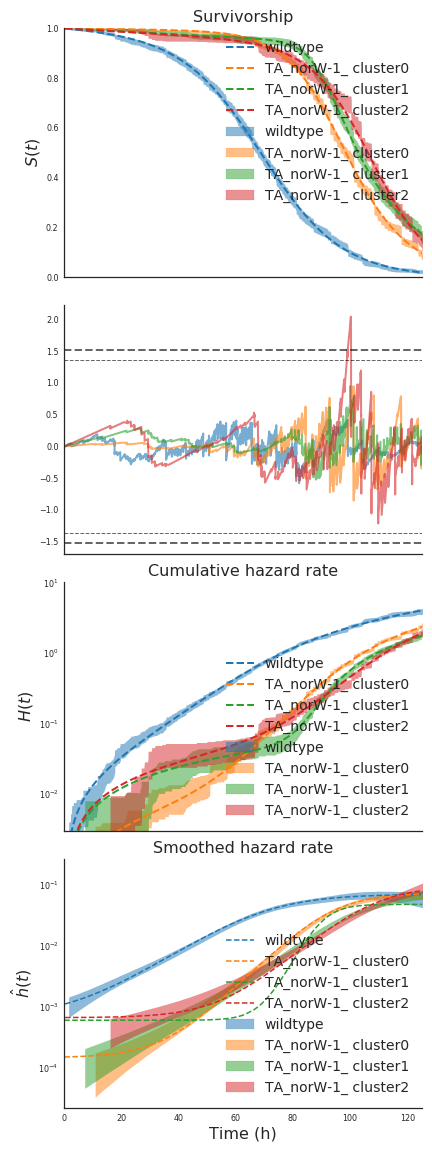 Survivorship
1.0
0.8
0.6
0.4
0.2
0.0
S(t)
wildtype
TA_norW-1_ cluster0
TA_norW-1_ cluster1
TA_norW-1_ cluster2
wildtype
TA_norW-1_ cluster0
TA_norW-1_ cluster1
TA_norW-1_ cluster2
2.0
1.5
1.0
0.5
0.0
−0.5
−1.0
−1.5
Cumulative hazard rate
10¹
10⁰
10⁻¹
10⁻²
H(t)
wildtype
TA_norW-1_ cluster0
TA_norW-1_ cluster1
TA_norW-1_ cluster2
wildtype
TA_norW-1_ cluster0
TA_norW-1_ cluster1
TA_norW-1_ cluster2
Smoothed hazard rate
10⁻¹
10⁻²
10⁻³
10⁻⁴
ĥ(t)
wildtype
TA_norW-1_ cluster0
TA_norW-1_ cluster1
TA_norW-1_ cluster2
wildtype
TA_norW-1_ cluster0
TA_norW-1_ cluster1
TA_norW-1_ cluster2
0 20 40 60 80 100 120
Time (h)